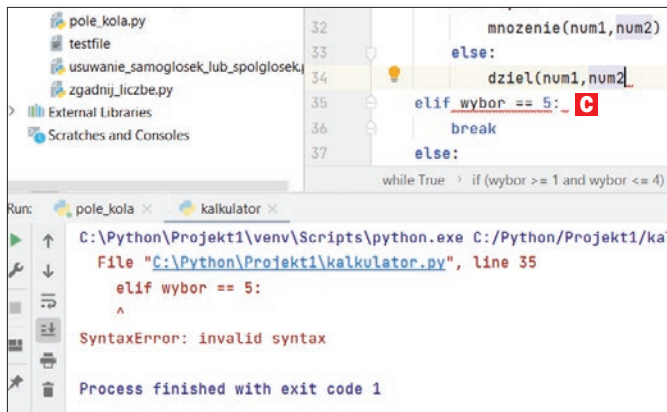 pole_kola.py
testfile
usuwanie_samoglosek_lub_spolglosek.
zgadnij_liczbe.py
External Libraries
Scratches and Consoles
32 mnozenie(num1,num2)
33 else:
34 dziel(num1,num2
35 elif wybor == 5: C
36 break
37 else:
while True > if (wybor >= 1 and wybor <= 4)
Run: pole_kola × kalkulator ×
C:\Python\Projekt1\venv\Scripts\python.exe C:/Python/Projekt1/kal
File "C:\Python\Projekt1\kalkulator.py", line 35
elif wybor == 5:
^
SyntaxError: invalid syntax
Process finished with exit code 1